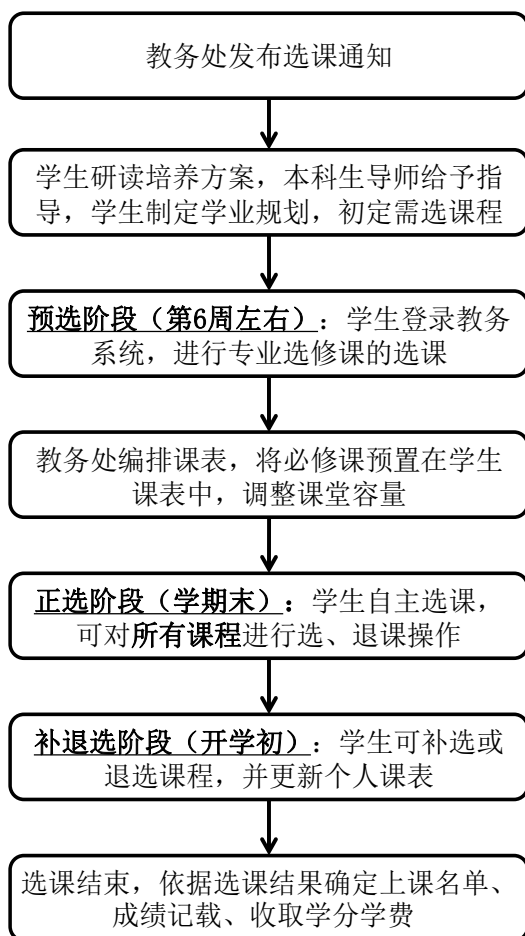 教务处发布选课通知
学生研读培养方案，本科生导师给予指
导，学生制定学业规划，初定需选课程
预选阶段（第6周左右）：学生登录教务
系统，进行专业选修课的选课
教务处编排课表，将必修课预置在学生
课表中，调整课堂容量
正选阶段（学期末）：学生自主选课，
可对所有课程进行选、退课操作
补退选阶段（开学初）：学生可补选或
退选课程，并更新个人课表
选课结束，依据选课结果确定上课名单、
成绩记载、收取学分学费